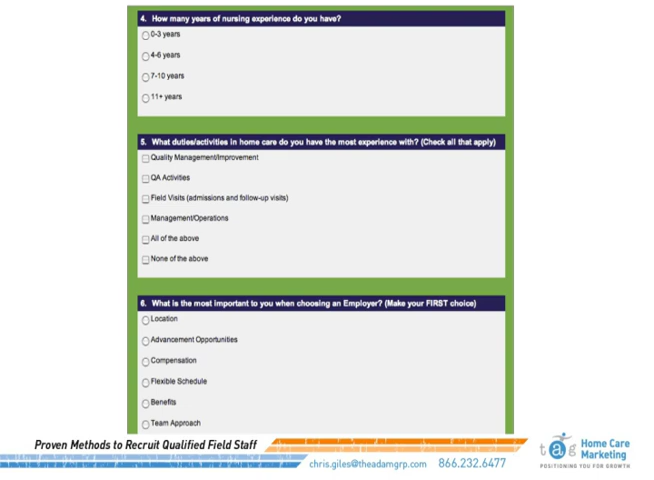 4. How many years of nursing experience do you have?
0-3 years
4-6 years
7-10 years
11+ years
5. What duties/activities in home care do you have the most experience with? (Check all that apply)
Quality Management/Improvement
QA Activities
Field Visits (admissions and follow-up visits)
Management/Operations
All of the above
None of the above
6. What is the most important to you when choosing an Employer? (Make your FIRST choice)
Location
Advancement Opportunities
Compensation
Flexible Schedule
Benefits
Team Approach
Proven Methods to Recruit Qualified Field Staff
chris.giles@theadamgrp.com 866.232.6477
tag Home Care
Marketing
POSITIONING YOU FOR GROWTH